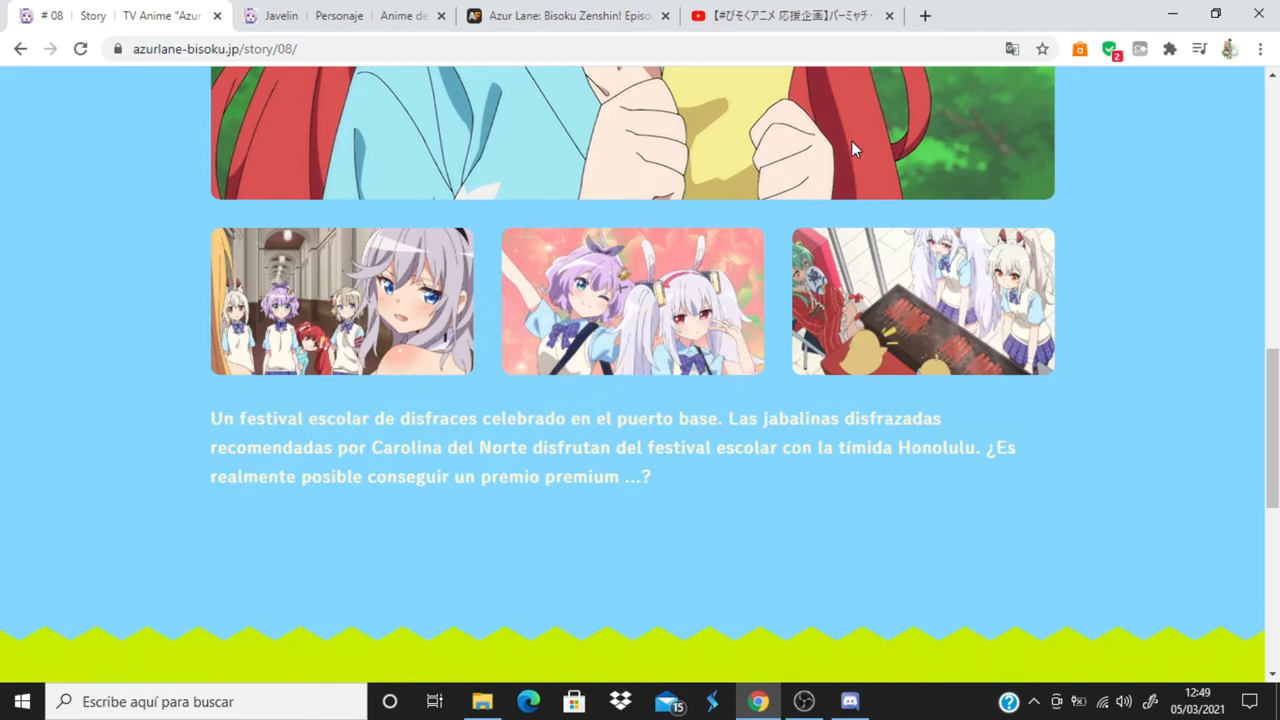 # 08 Story TV Anime "Azur
Javelin Personaje Anime de
Azur Lane: Bisoku Zenshin! Episo
【#びそくアニメ 応援企画】パーミャチ
azurlane-bisoku.jp/story/08/
2
Un festival escolar de disfraces celebrado en el puerto base. Las jabalinas disfrazadas
recomendadas por Carolina del Norte disfrutan del festival escolar con la tímida Honolulu. ¿Es
realmente posible conseguir un premio premium ...?
Escribe aquí para buscar
15
12:49
05/03/2021